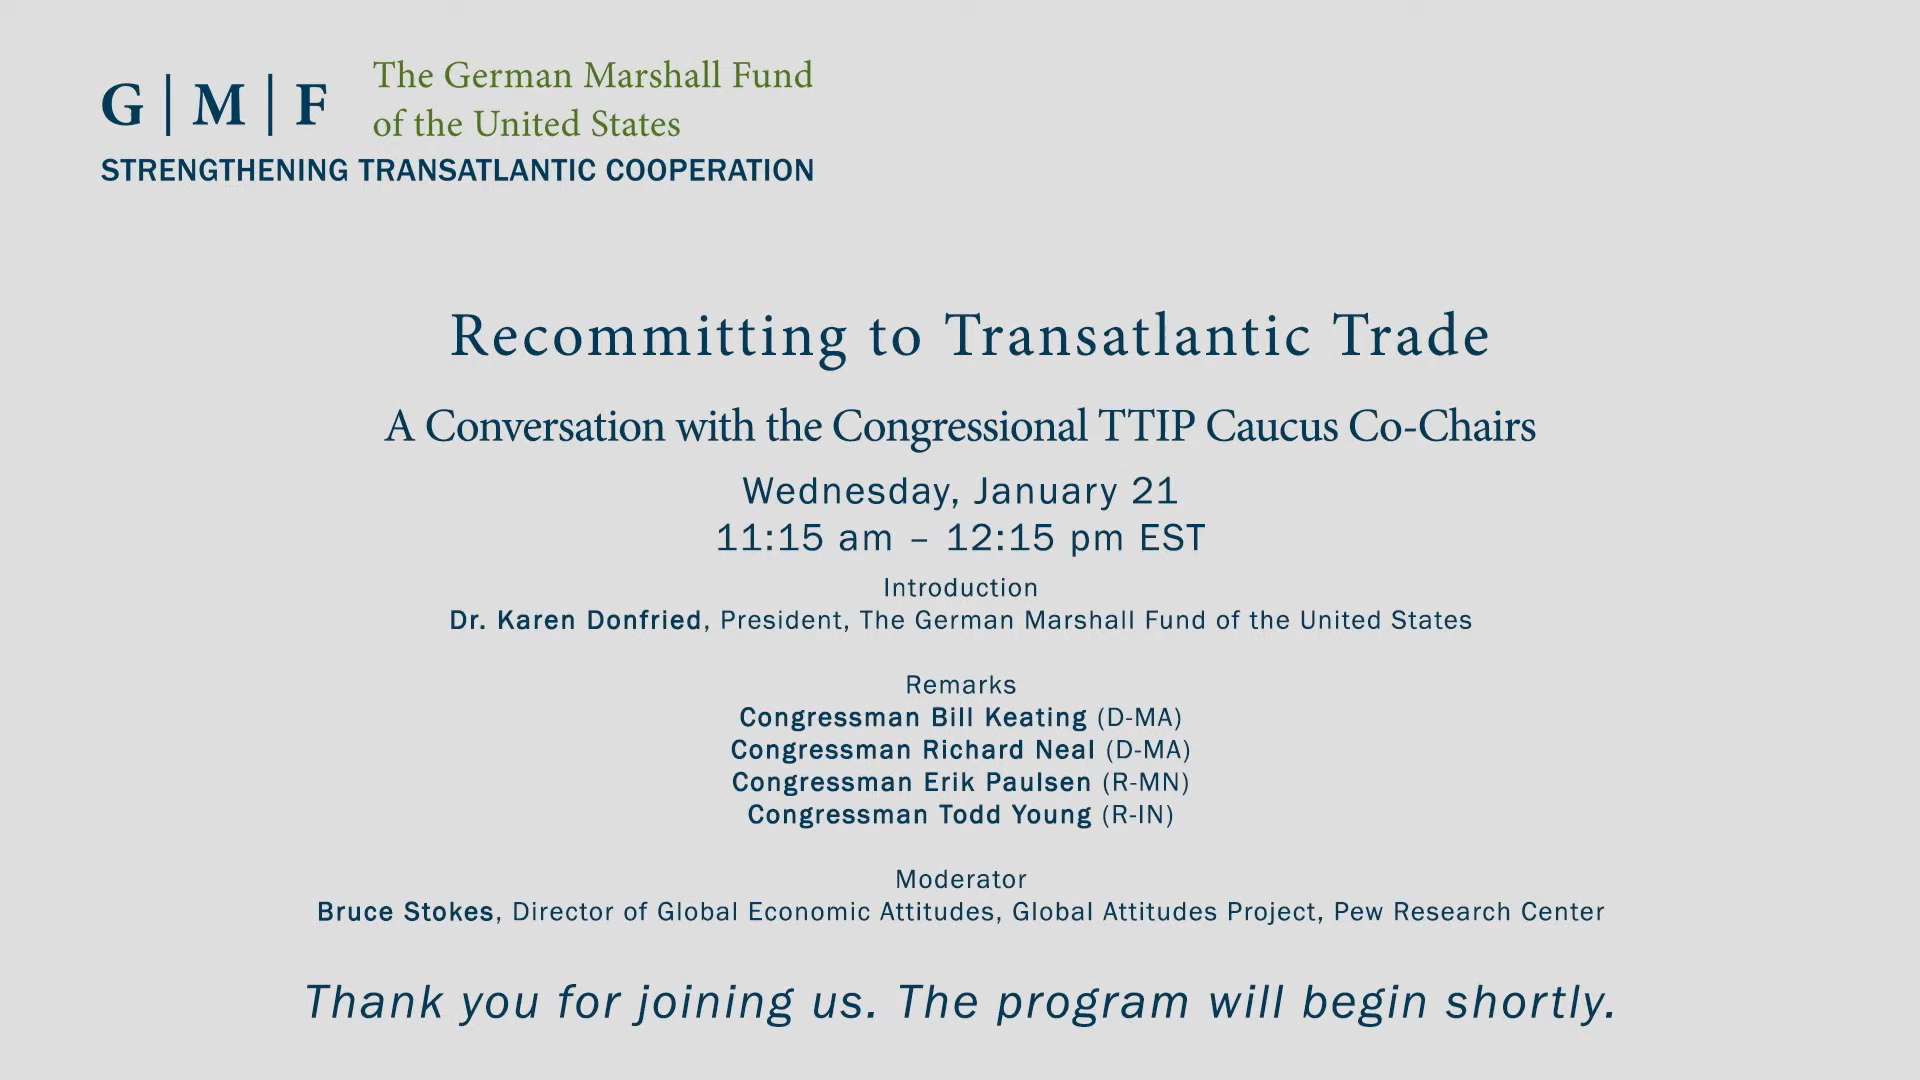 G|M|F
The German Marshall Fund
of the United States
STRENGTHENING TRANSATLANTIC COOPERATION
Recommitting to Transatlantic Trade
A Conversation with the Congressional TTIP Caucus Co-Chairs
Wednesday, January 21
11:15 am – 12:15 pm EST
Introduction
Dr. Karen Donfried, President, The German Marshall Fund of the United States
Remarks
Congressman Bill Keating (D-MA)
Congressman Richard Neal (D-MA)
Congressman Erik Paulsen (R-MN)
Congressman Todd Young (R-IN)
Moderator
Bruce Stokes, Director of Global Economic Attitudes, Global Attitudes Project, Pew Research Center
Thank you for joining us. The program will begin shortly.